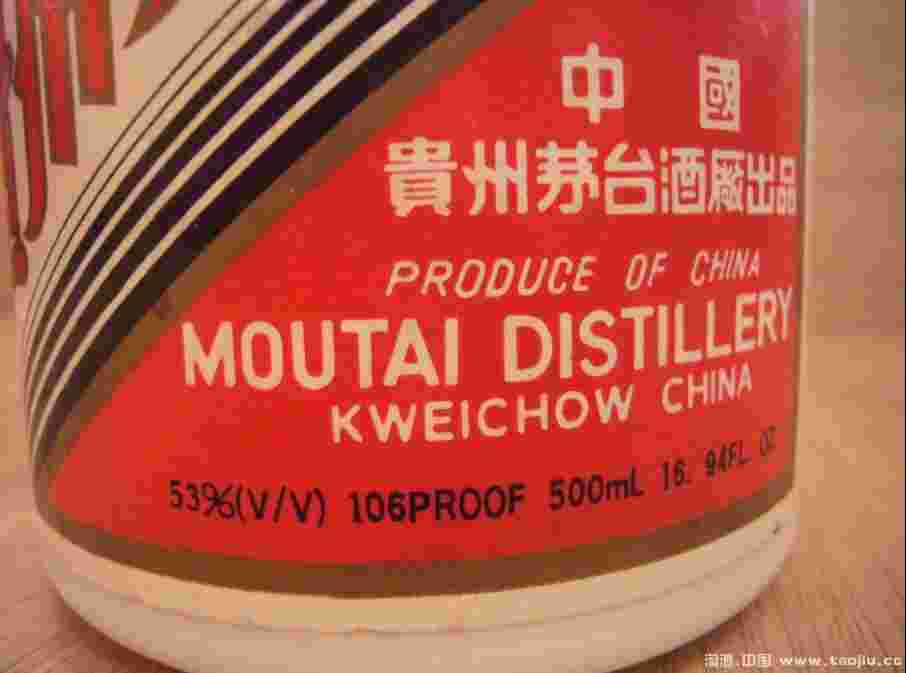 中國
貴州茅台酒廠出品
PRODUCE OF CHINA
MOUTAI DISTILLERY
KWEICHOW CHINA
53%(V/V) 106PROOF 500mL 16. 94FL. OZ
淘酒.中国 www.taojiu.cc